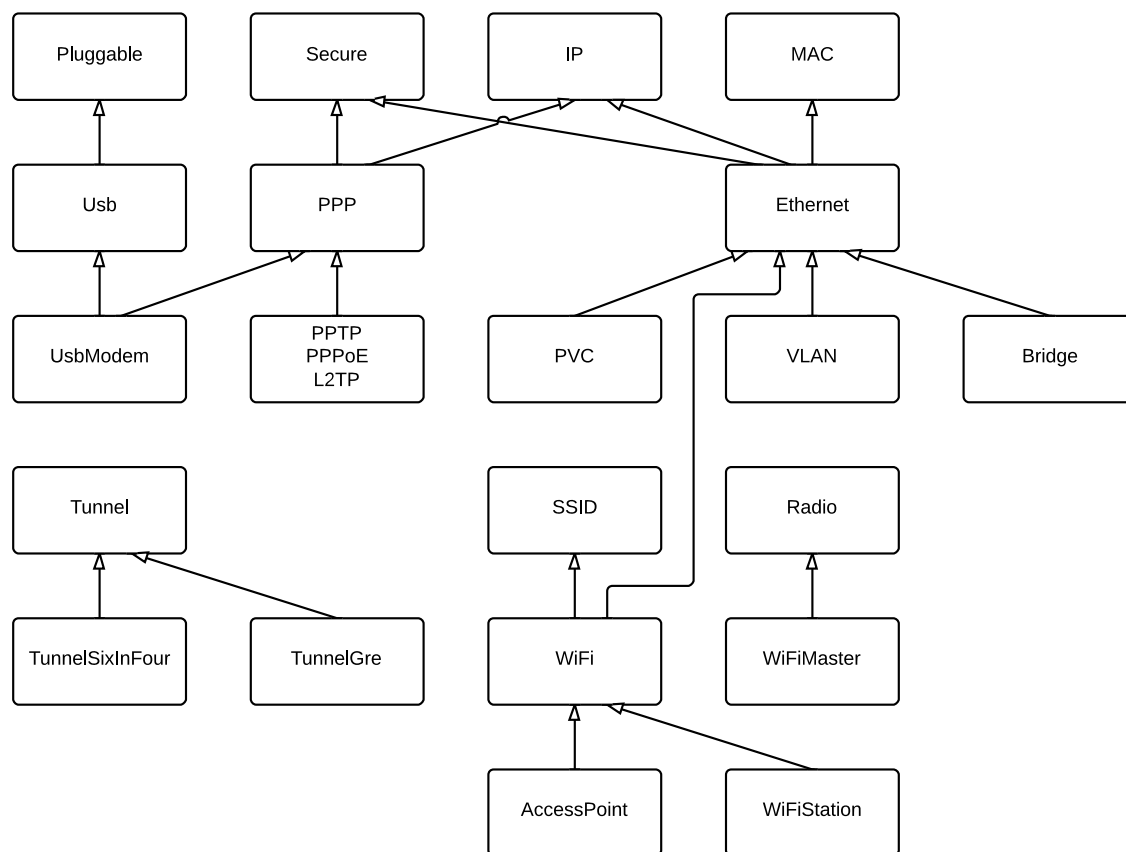 Pluggable
Secure
IP
MAC
Usb
PPP
Ethernet
UsbModem
PPTP
PPPoE
L2TP
PVC
VLAN
Bridge
Tunnel
SSID
Radio
TunnelSixInFour
TunnelGre
WiFi
WiFiMaster
AccessPoint
WiFiStation